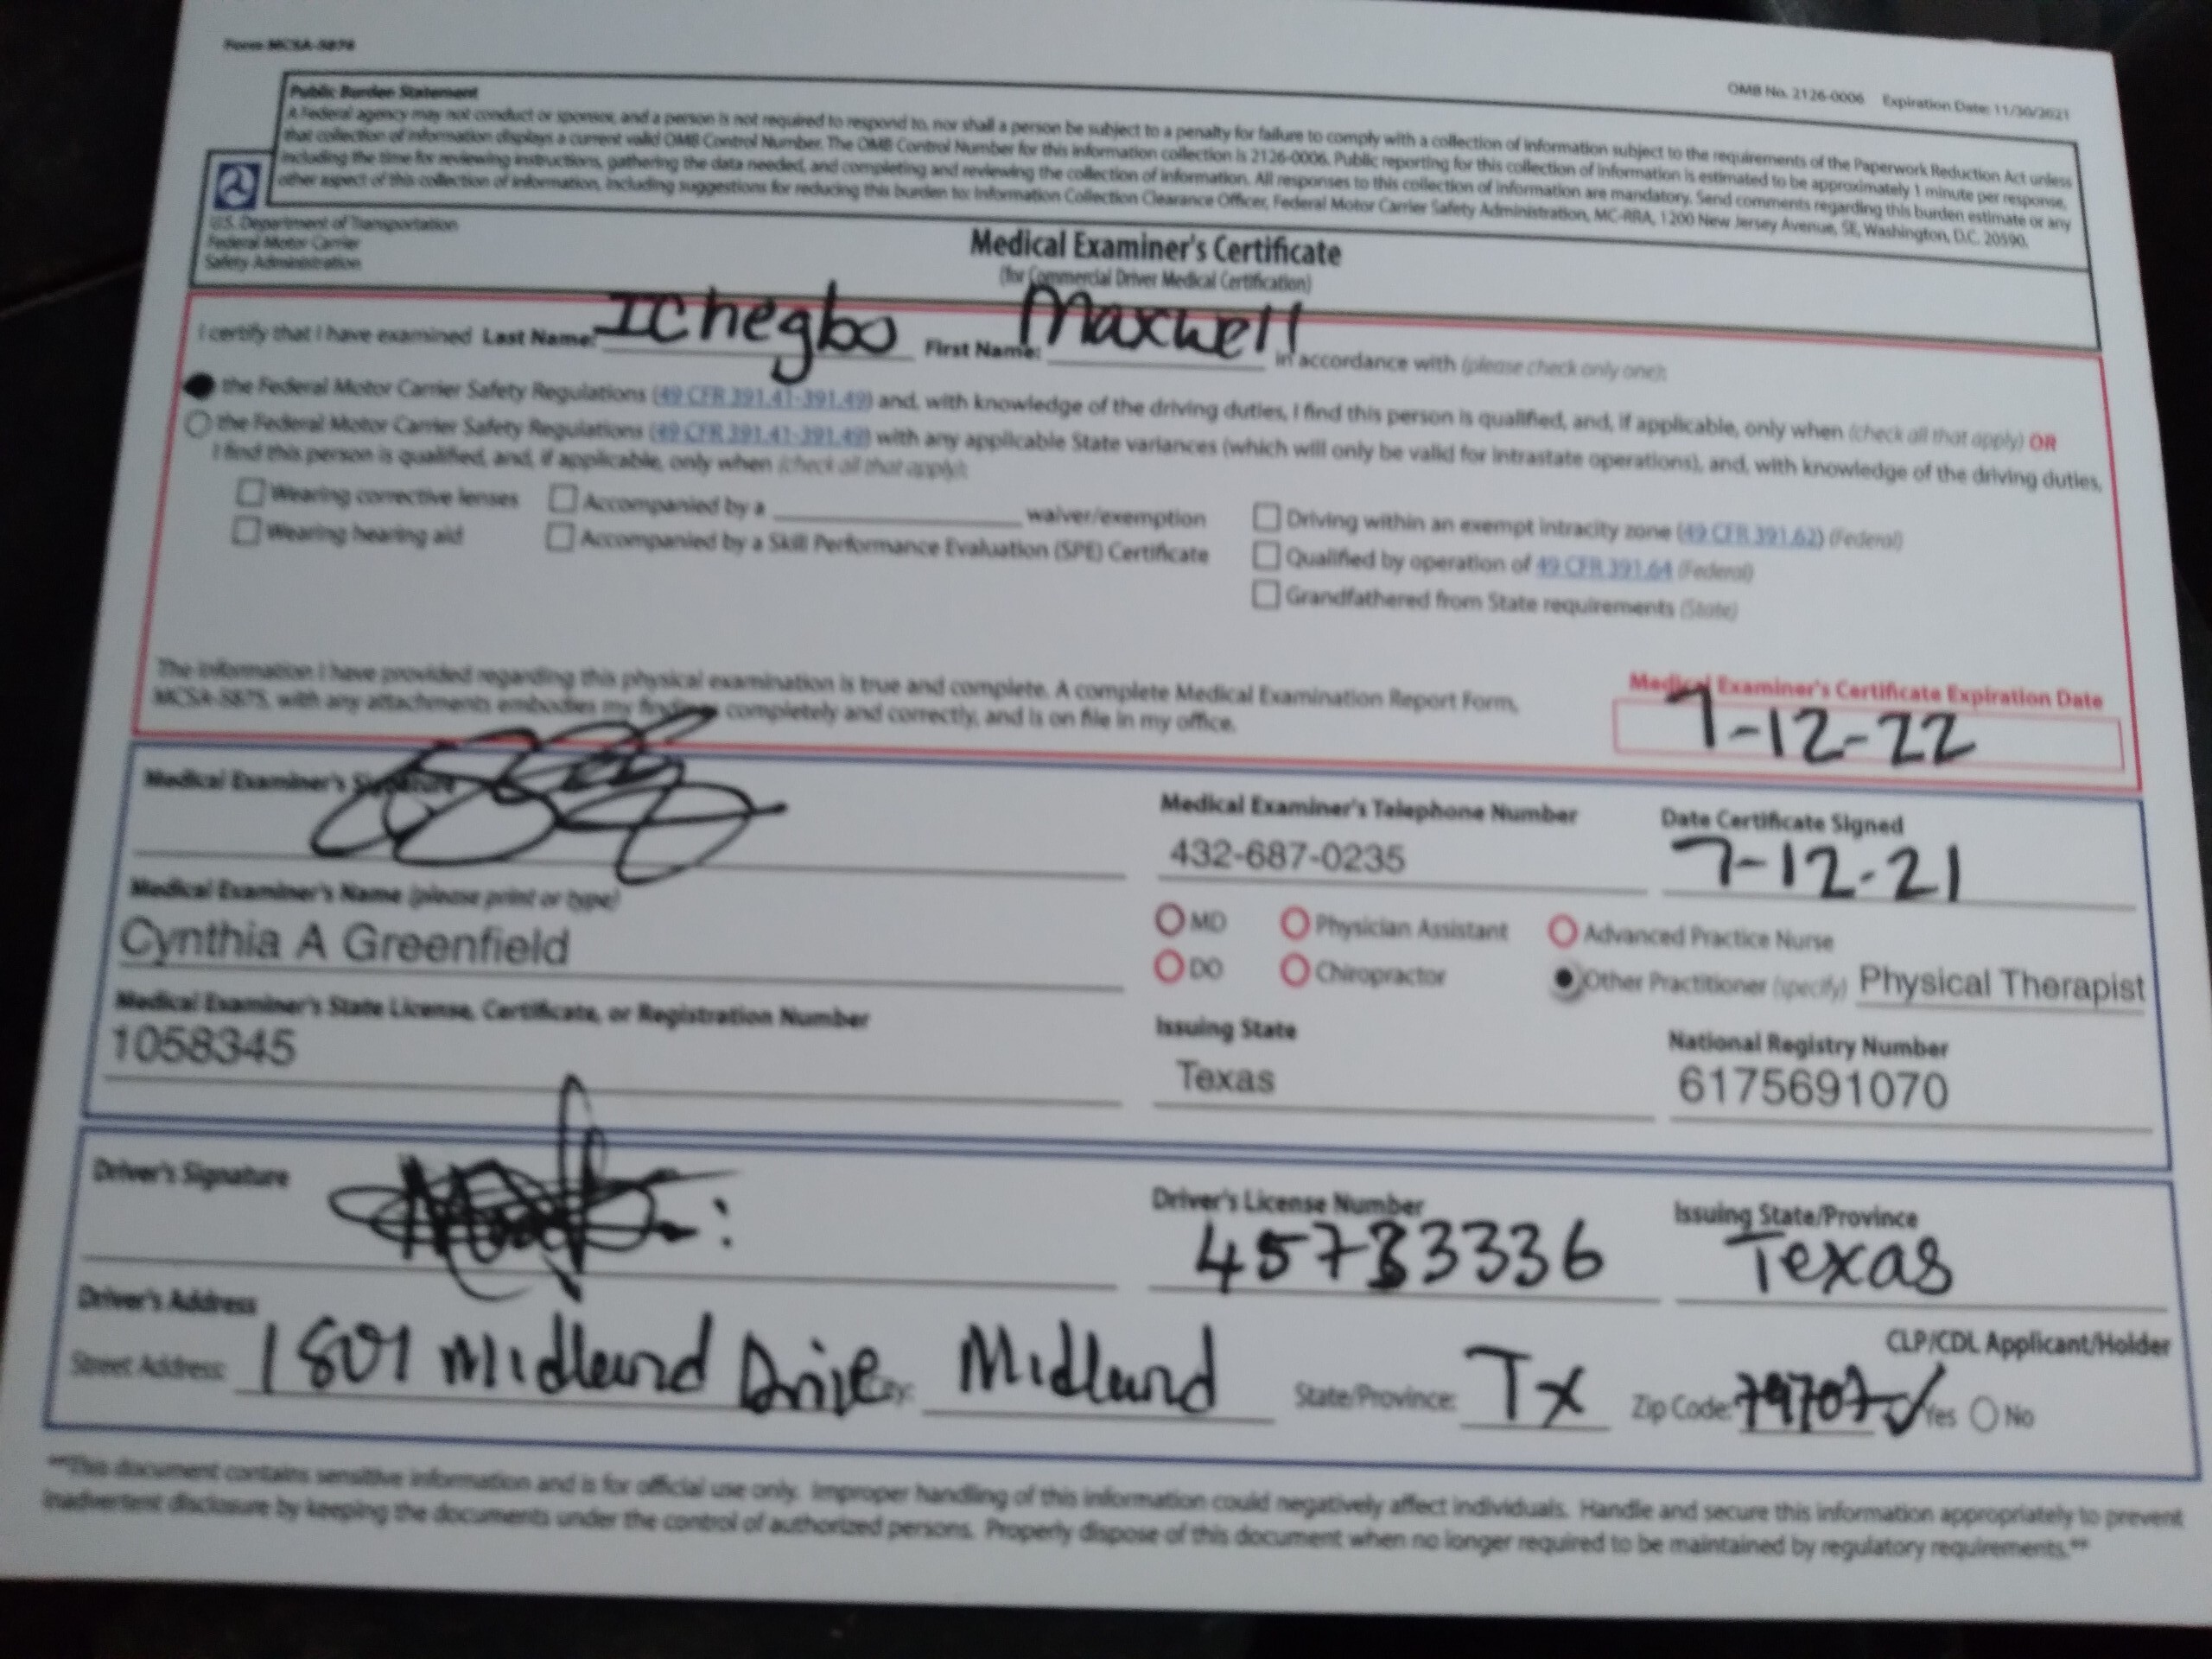 Form MCSA-5876
OMB No. 2126-0006 Expiration Date: 11/30/2021
Public Burden Statement
A Federal agency may not conduct or sponsor, and a person is not required to respond to, nor shall a person be subject to a penalty for failure to comply with a collection of information subject to the requirements of the Paperwork Reduction Act unless
that collection of information displays a current valid OMB Control Number. The OMB Control Number for this information collection is 2126-0006. Public reporting for this collection of information is estimated to be approximately 1 minute per response,
including the time for reviewing instructions, gathering the data needed, and completing and reviewing the collection of information. All responses to this collection of information are mandatory. Send comments regarding this burden estimate or any
other aspect of this collection of information, including suggestions for reducing this burden to: Information Collection Clearance Officer, Federal Motor Carrier Safety Administration, MC-RRA, 1200 New Jersey Avenue, SE, Washington, D.C. 20590.
U.S. Department of Transportation
Federal Motor Carrier
Safety Administration
Medical Examiner's Certificate
(for Commercial Driver Medical Certification)
I certify that I have examined Last Name: Ichegbo First Name: Maxwell in accordance with (please check only one):
the Federal Motor Carrier Safety Regulations (49 CFR 391.41-391.49) and, with knowledge of the driving duties, I find this person is qualified, and, if applicable, only when (check all that apply) OR
the Federal Motor Carrier Safety Regulations (49 CFR 391.41-391.49) with any applicable State variances (which will only be valid for intrastate operations), and, with knowledge of the driving duties,
I find this person is qualified, and, if applicable, only when (check all that apply):
Wearing corrective lenses Accompanied by a waiver/exemption Driving within an exempt intracity zone (49 CFR 391.62) (Federal)
Wearing hearing aid Accompanied by a Skill Performance Evaluation (SPE) Certificate Qualified by operation of 49 CFR 391.64 (Federal)
Grandfathered from State requirements (State)
The information I have provided regarding this physical examination is true and complete. A complete Medical Examination Report Form,
MCSA-5875, with any attachments embodies my findings completely and correctly, and is on file in my office.
Medical Examiner's Certificate Expiration Date
7-12-22
Medical Examiner's Signature
Medical Examiner's Telephone Number
432-687-0235
Date Certificate Signed
7-12-21
Medical Examiner's Name (please print or type)
Cynthia A Greenfield
MD Physician Assistant Advanced Practice Nurse
DO Chiropractor Other Practitioner (specify) Physical Therapist
Medical Examiner's State License, Certificate, or Registration Number
1058345
Issuing State
Texas
National Registry Number
6175691070
Driver's Signature
Driver's License Number
45733336
Issuing State/Province
Texas
Driver's Address
CLP/CDL Applicant/Holder
Street Address: 1801 Midland Drive Midland State/Province: Tx Zip Code: 79707 Yes No
**This document contains sensitive information and is for official use only. Improper handling of this information could negatively affect individuals. Handle and secure this information appropriately to prevent
inadvertent disclosure by keeping the documents under the control of authorized persons. Properly dispose of this document when no longer required to be maintained by regulatory requirements.**